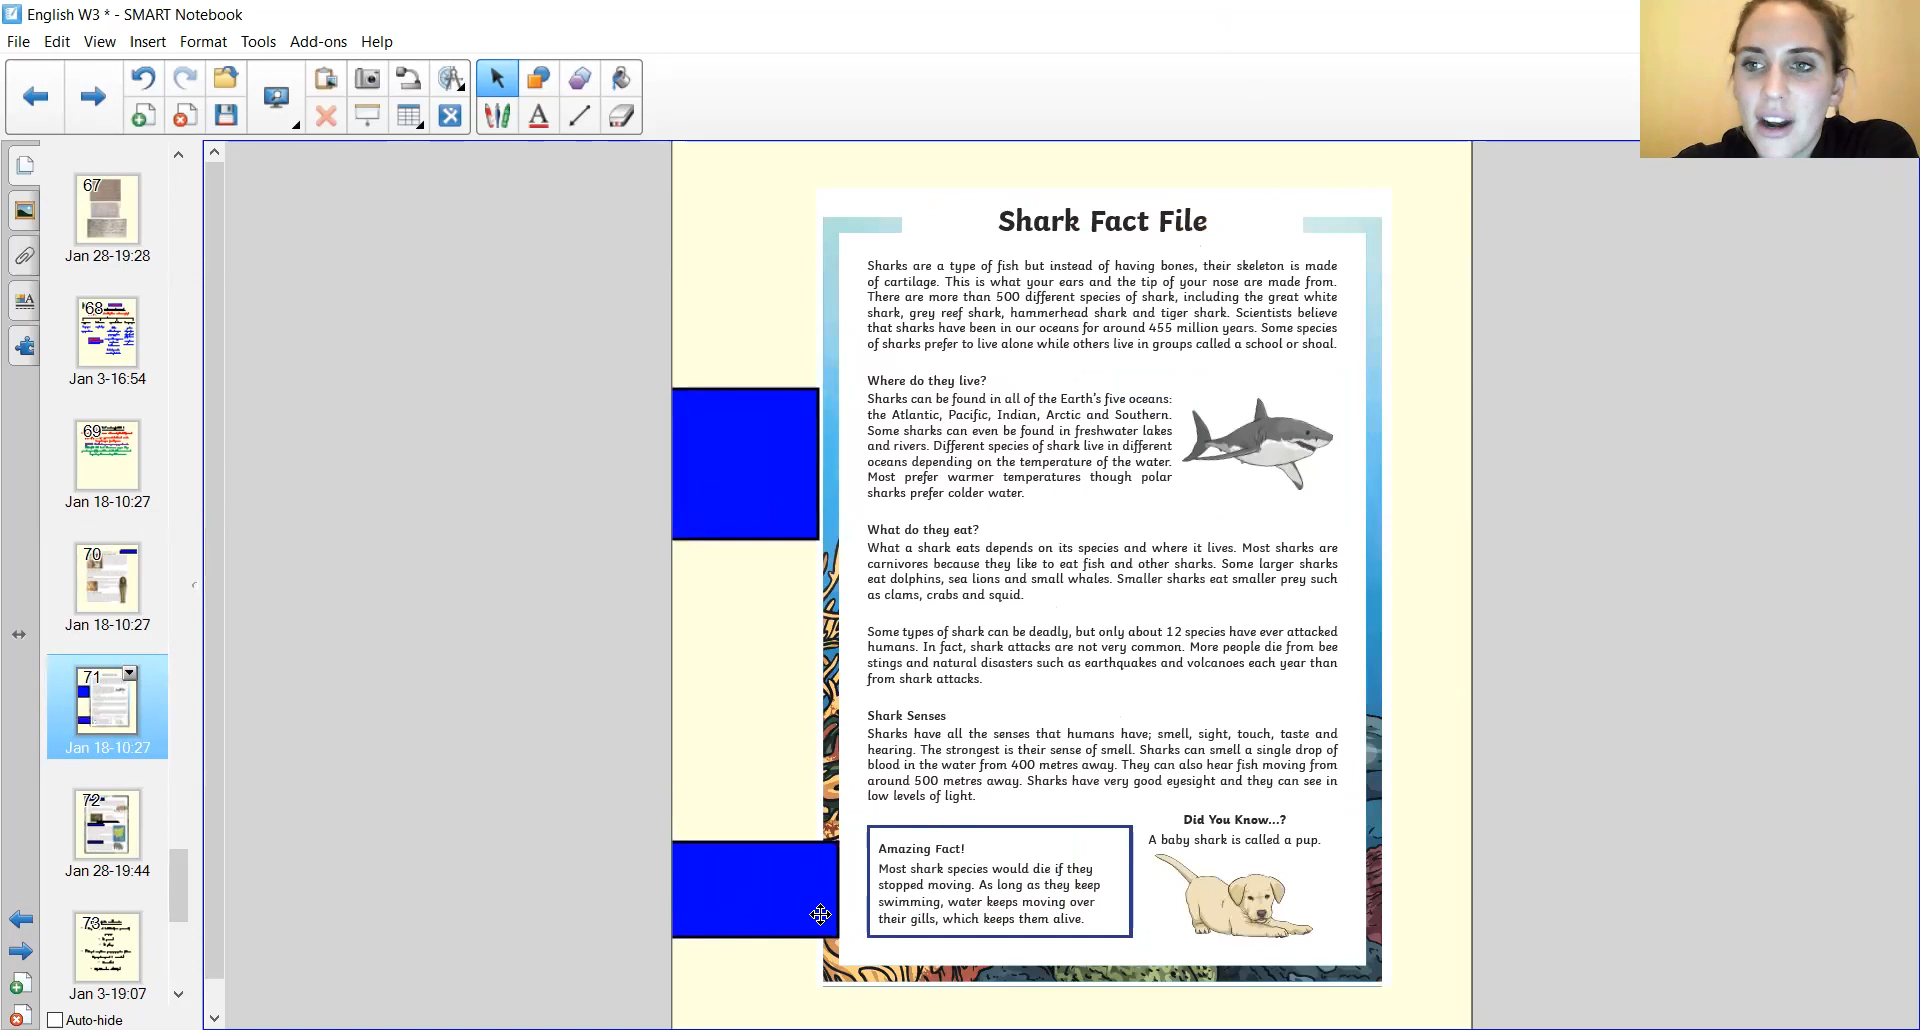 English W3 * - SMART Notebook
File Edit View Insert Format Tools Add-ons Help
67
Jan 28-19:28
68
Jan 3-16:54
69
Jan 18-10:27
70
Jan 18-10:27
71
Jan 18-10:27
72
Jan 28-19:44
73
Jan 3-19:07
Auto-hide
Shark Fact File
Sharks are a type of fish but instead of having bones, their skeleton is made
of cartilage. This is what your ears and the tip of your nose are made from.
There are more than 500 different species of shark, including the great white
shark, grey reef shark, hammerhead shark and tiger shark. Scientists believe
that sharks have been in our oceans for around 455 million years. Some species
of sharks prefer to live alone while others live in groups called a school or shoal.
Where do they live?
Sharks can be found in all of the Earth's five oceans:
the Atlantic, Pacific, Indian, Arctic and Southern.
Some sharks can even be found in freshwater lakes
and rivers. Different species of shark live in different
oceans depending on the temperature of the water.
Most prefer warmer temperatures though polar
sharks prefer colder water.
What do they eat?
What a shark eats depends on its species and where it lives. Most sharks are
carnivores because they like to eat fish and other sharks. Some larger sharks
eat dolphins, sea lions and small whales. Smaller sharks eat smaller prey such
as clams, crabs and squid.
Some types of shark can be deadly, but only about 12 species have ever attacked
humans. In fact, shark attacks are not very common. More people die from bee
stings and natural disasters such as earthquakes and volcanoes each year than
from shark attacks.
Shark Senses
Sharks have all the senses that humans have; smell, sight, touch, taste and
hearing. The strongest is their sense of smell. Sharks can smell a single drop of
blood in the water from 400 metres away. They can also hear fish moving from
around 500 metres away. Sharks have very good eyesight and they can see in
low levels of light.
Amazing Fact!
Most shark species would die if they
stopped moving. As long as they keep
swimming, water keeps moving over
their gills, which keeps them alive.
Did You Know...?
A baby shark is called a pup.